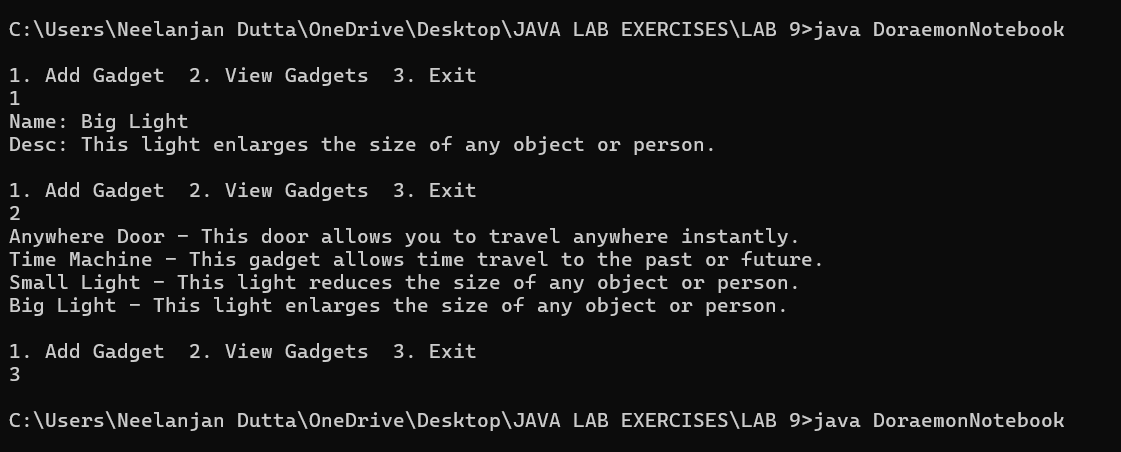 C:\Users\Neelanjan Dutta\OneDrive\Desktop\JAVA LAB EXERCISES\LAB 9>java DoraemonNotebook
1. Add Gadget  2. View Gadgets  3. Exit
1
Name: Big Light
Desc: This light enlarges the size of any object or person.
1. Add Gadget  2. View Gadgets  3. Exit
2
Anywhere Door - This door allows you to travel anywhere instantly.
Time Machine - This gadget allows time travel to the past or future.
Small Light - This light reduces the size of any object or person.
Big Light - This light enlarges the size of any object or person.
1. Add Gadget  2. View Gadgets  3. Exit
3
C:\Users\Neelanjan Dutta\OneDrive\Desktop\JAVA LAB EXERCISES\LAB 9>java DoraemonNotebook